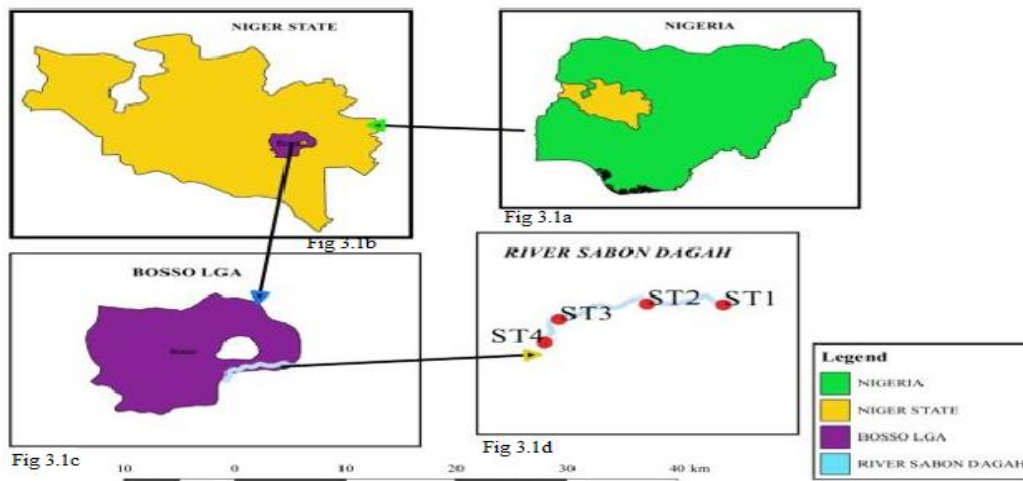 NIGER STATE
Fig 3.1b
NIGERIA
Fig 3.1a
BOSSO LGA
Fig 3.1c
RIVER SABON DAGAH
ST1
ST2
ST3
ST4
Fig 3.1d
Legend
NIGERIA
NIGER STATE
BOSSO LGA
RIVER SABON DAGAH
10 0 10 20 30 40 km